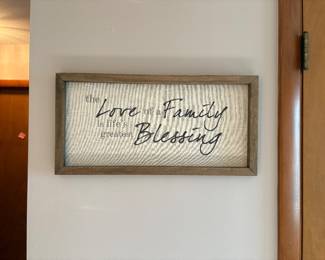 the Love of a Family
is life's
greatest Blessing